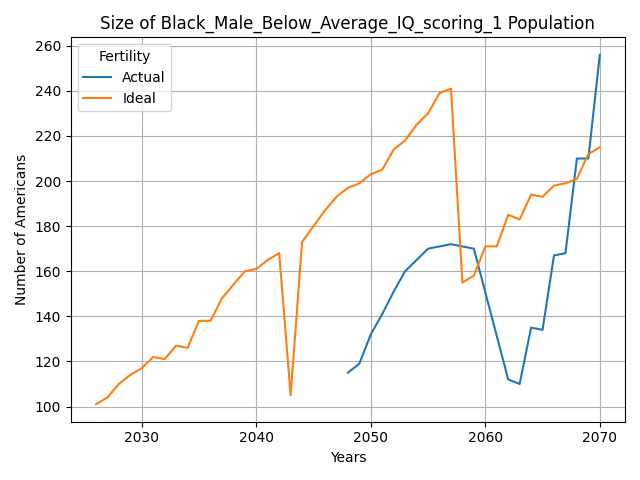 Size of Black_Male_Below_Average_IQ_scoring_1 Population
Number of Americans
260
240
220
200
180
160
140
120
100
Fertility
Actual
Ideal
2030 2040 2050 2060 2070
Years